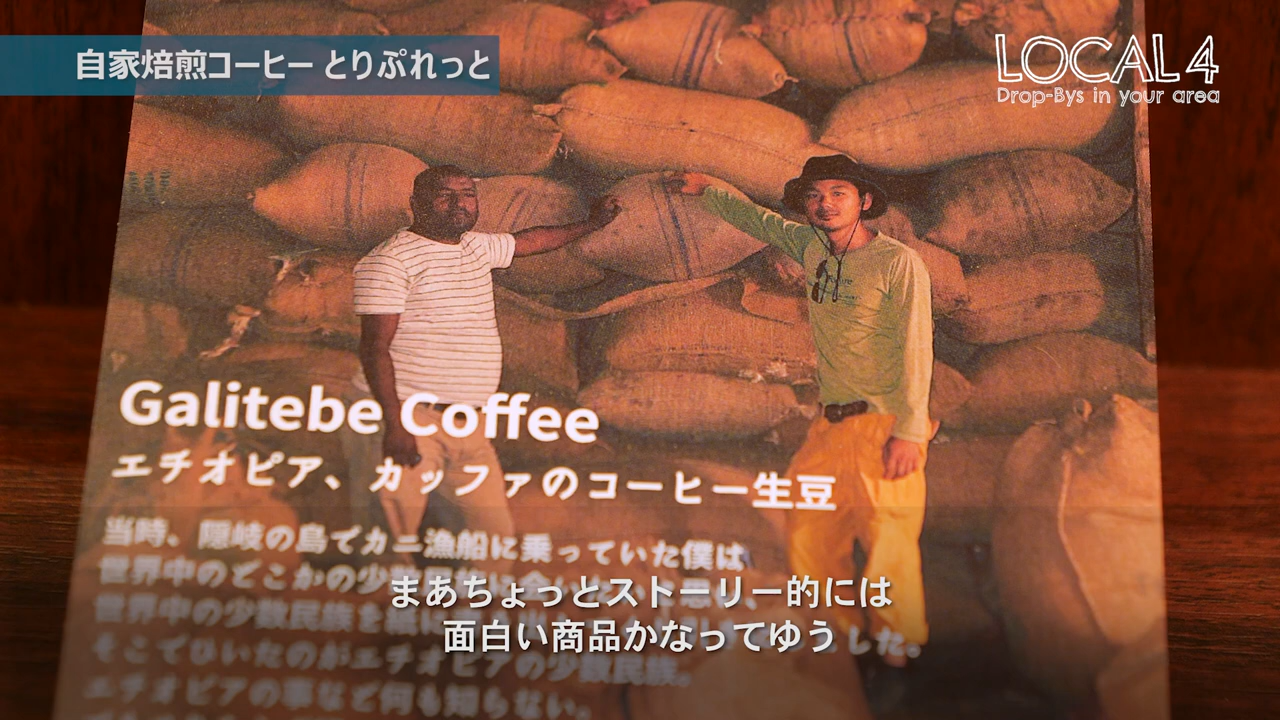 自家焙煎コーヒー とりぷれっと
LOCAL 4
Drop-Bys in your area
Galitebe Coffee
エチオピア、カッファのコーヒー生豆
当時、隠岐の島でカニ漁船に乗っていた僕は
世界中のどこかの少数民族に
世界中の少数民族を
そこでひいたのがエチオピアの少数民族。
エチオピアの事など何も知らない。
まあちょっとストーリー的には
面白い商品かなってゆう